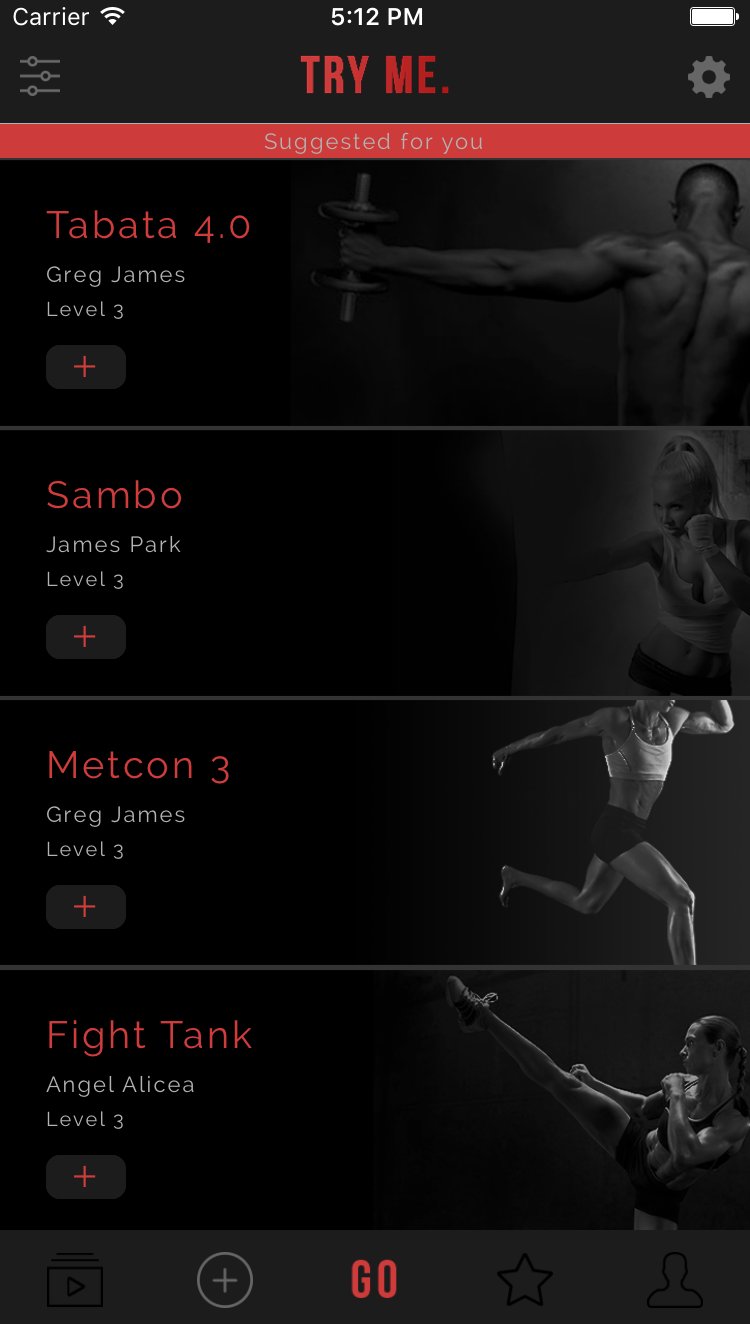 Carrier 5:12 PM
TRY ME.
Suggested for you
Tabata 4.0
Greg James
Level 3
+
Sambo
James Park
Level 3
+
Metcon 3
Greg James
Level 3
+
Fight Tank
Angel Alicea
Level 3
+
GO